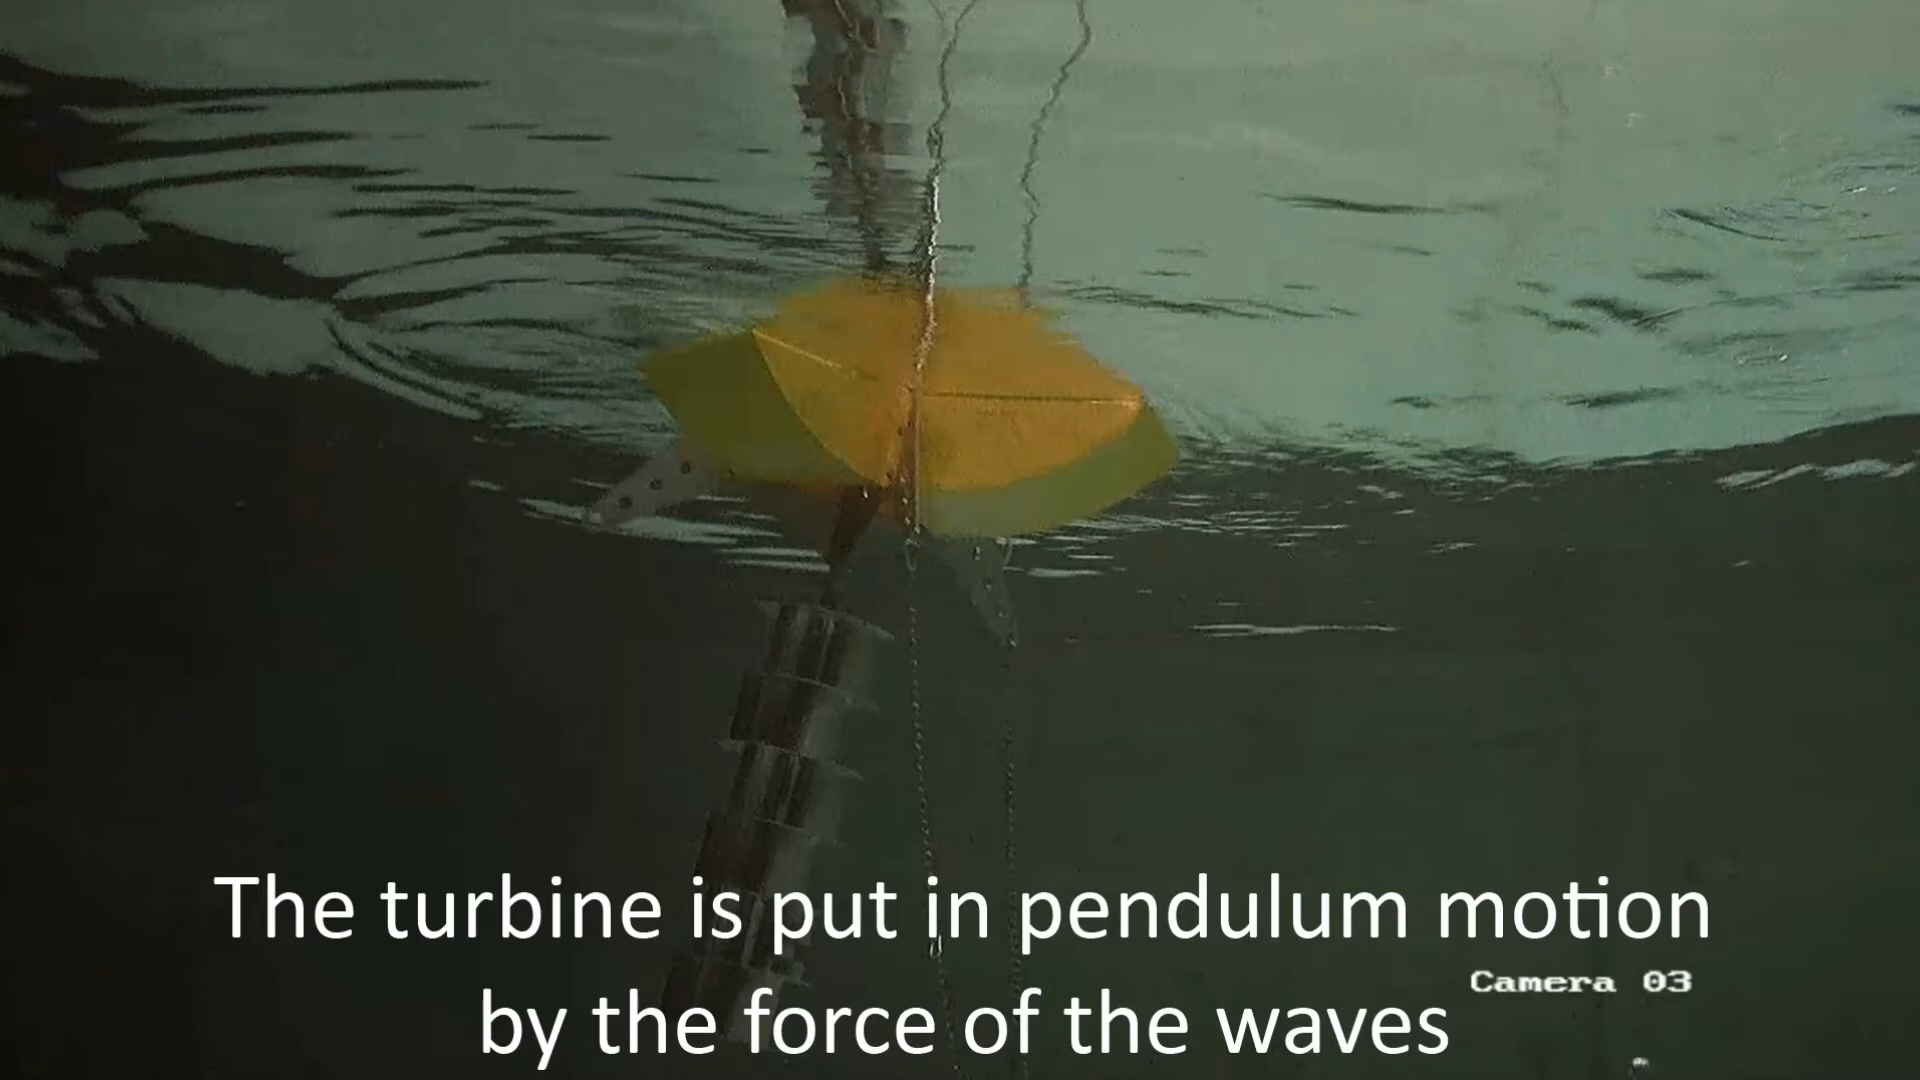 The turbine is put in pendulum motion
Camera 03
by the force of the waves